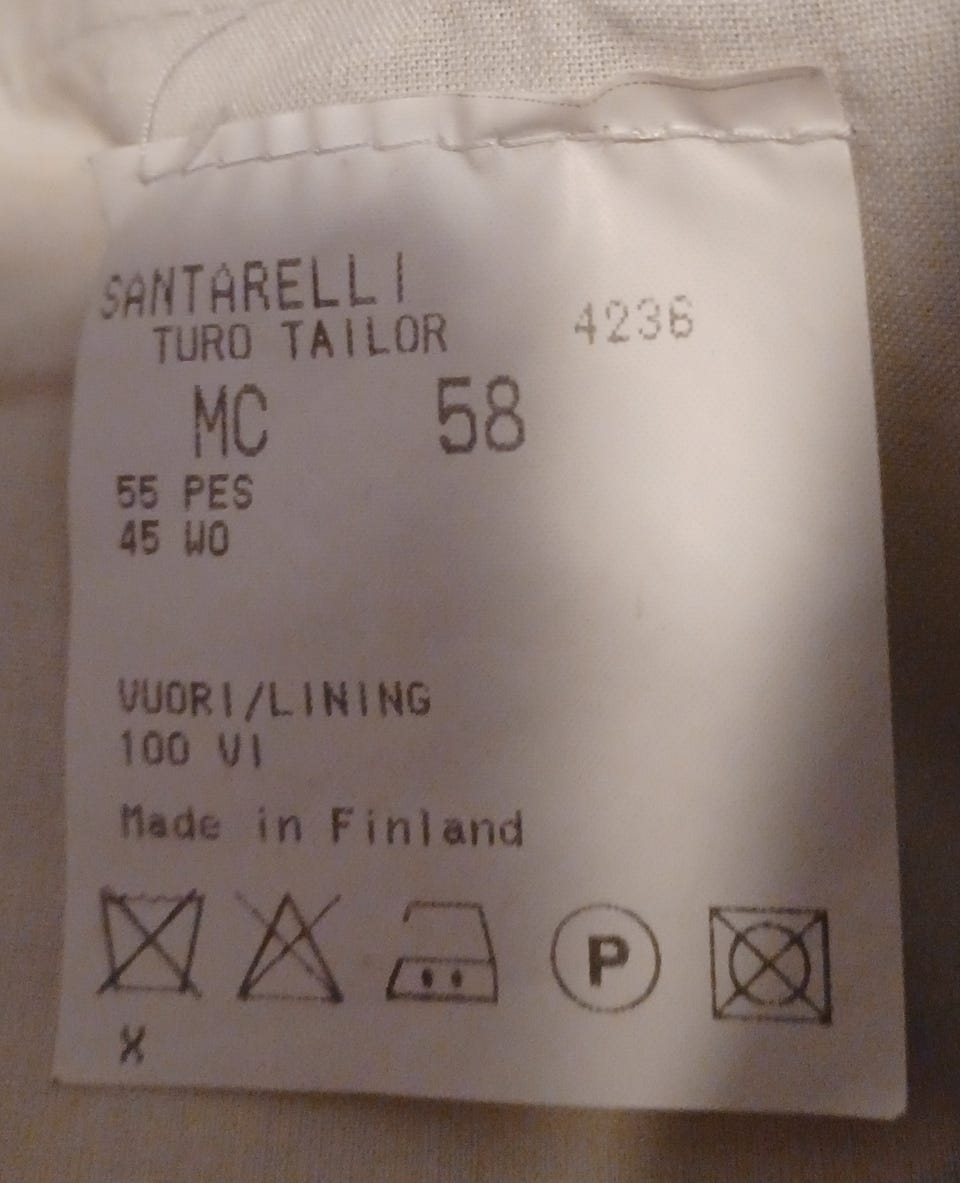 SANTARELLI
TURO TAILOR 4236
MC 58
55 PES
45 WO
VUORI/LINING
100 VI
Made in Finland
P
X